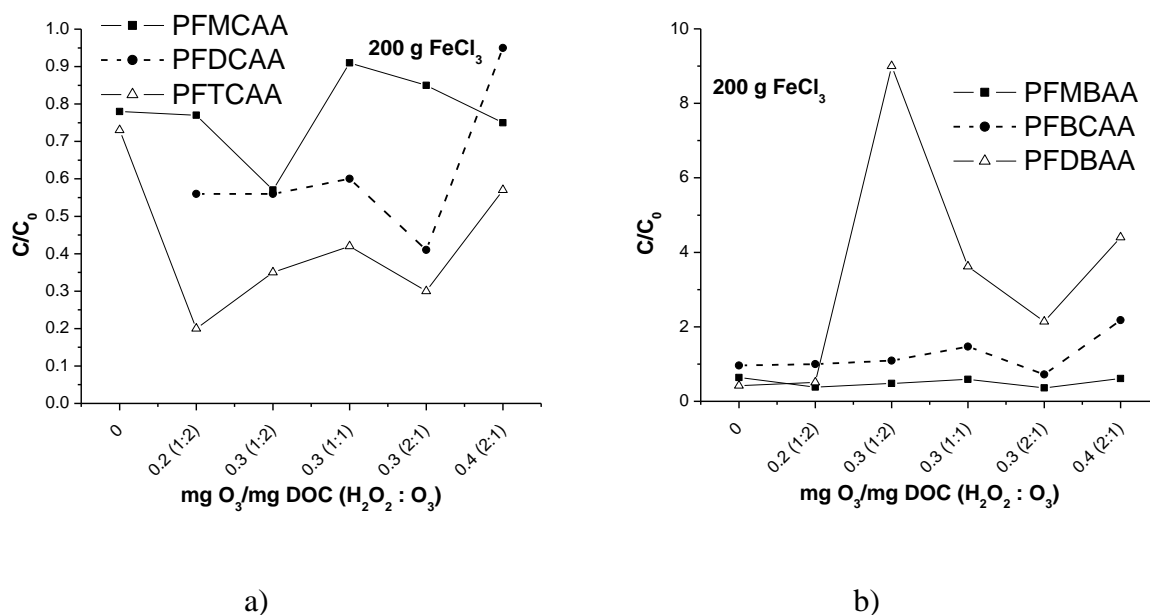 PFMCAA
PFDCAA
PFTCAA
200 g FeCl3
1.0
0.9
0.8
0.7
0.6
0.5
0.4
0.3
0.2
0.1
0.0
C/C0
0
0.2 (1:2)
0.3 (1:2)
0.3 (1:1)
0.3 (2:1)
0.4 (2:1)
mg O3/mg DOC (H2O2 : O3)
a)
200 g FeCl3
PFMBAA
PFBCAA
PFDBAA
10
8
6
4
2
0
C/C0
0
0.2 (1:2)
0.3 (1:2)
0.3 (1:1)
0.3 (2:1)
0.4 (2:1)
mg O3/mg DOC (H2O2 : O3)
b)